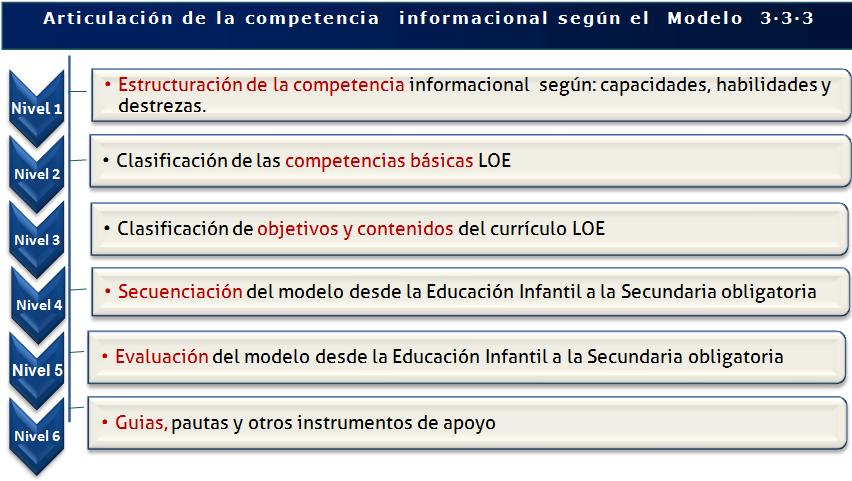 Articulación de la competencia informacional según el Modelo 3·3·3
Nivel 1
• Estructuración de la competencia informacional según: capacidades, habilidades y
destrezas.
Nivel 2
• Clasificación de las competencias básicas LOE
Nivel 3
• Clasificación de objetivos y contenidos del currículo LOE
Nivel 4
• Secuenciación del modelo desde la Educación Infantil a la Secundaria obligatoria
Nivel 5
• Evaluación del modelo desde la Educación Infantil a la Secundaria obligatoria
Nivel 6
• Guias, pautas y otros instrumentos de apoyo